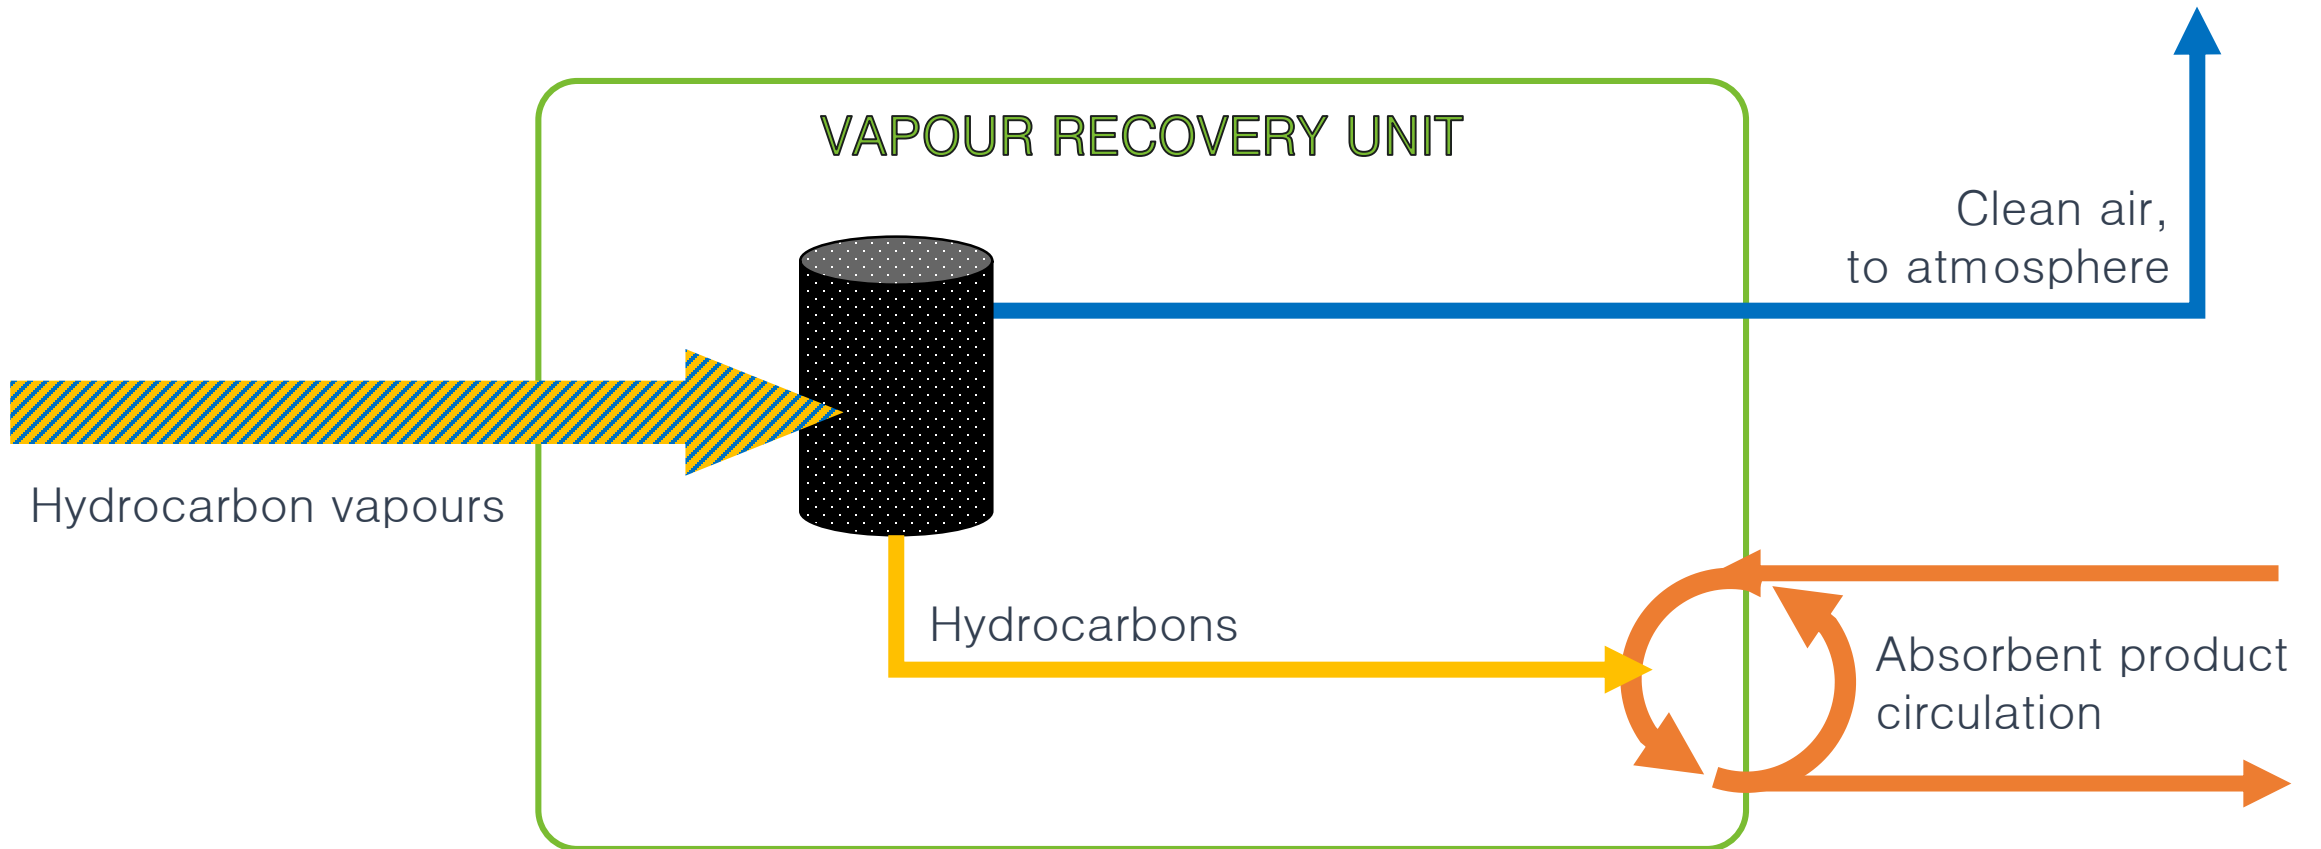 VAPOUR RECOVERY UNIT
Clean air,
to atmosphere
Hydrocarbon vapours
Hydrocarbons
Absorbent product
circulation